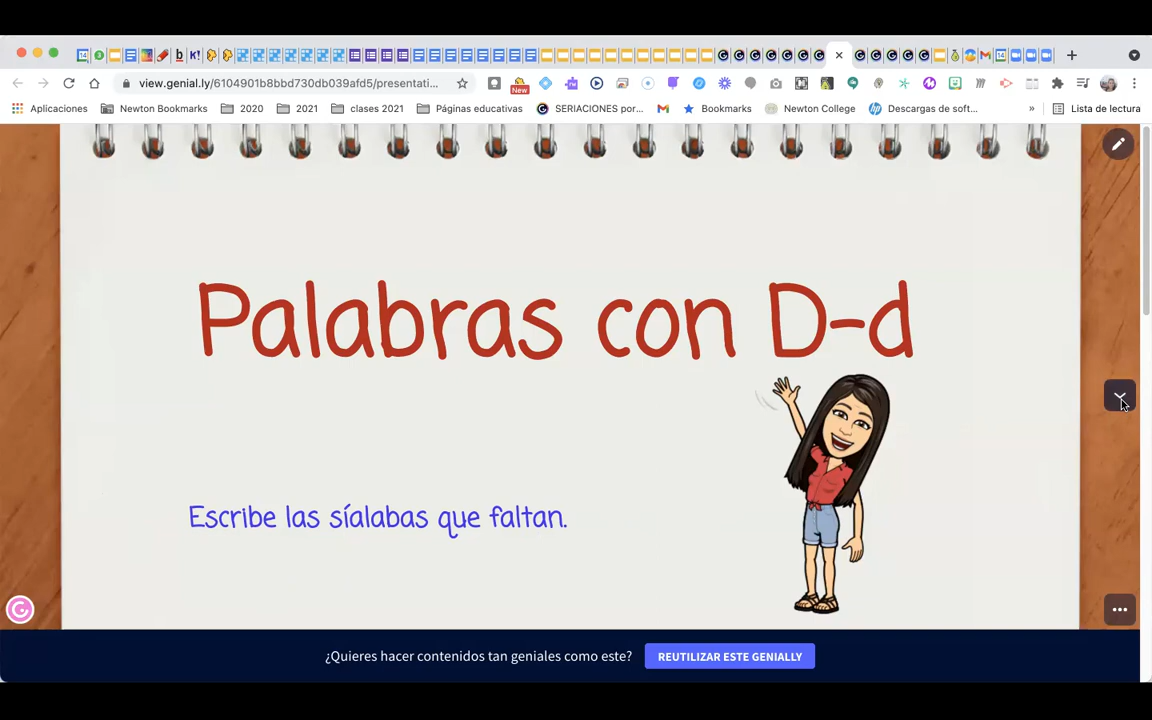 view.genial.ly/6104901b8bbd730db039afd5/presentati...
New
Aplicaciones
Newton Bookmarks
2020
2021
clases 2021
Páginas educativas
SERIACIONES por...
Bookmarks
Newton College
Descargas de soft...
»
Lista de lectura
Palabras con D-d
Escribe las síalabas que faltan.
¿Quieres hacer contenidos tan geniales como este?
REUTILIZAR ESTE GENIALLY